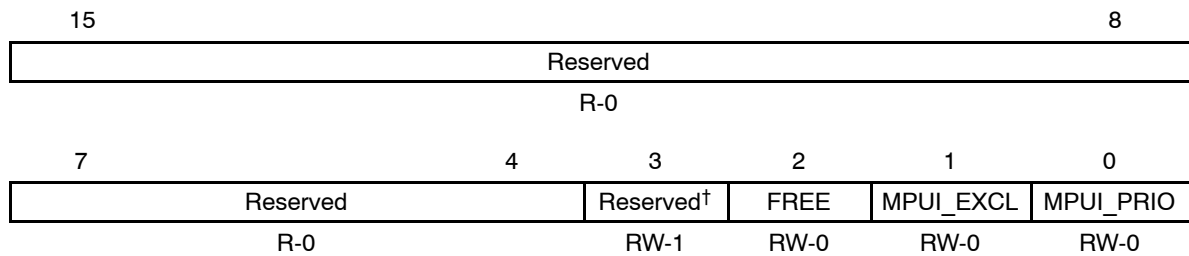 15 8
Reserved
R-0
7 4 3 2 1 0
Reserved Reserved† FREE MPUI_EXCL MPUI_PRIO
R-0 RW-1 RW-0 RW-0 RW-0